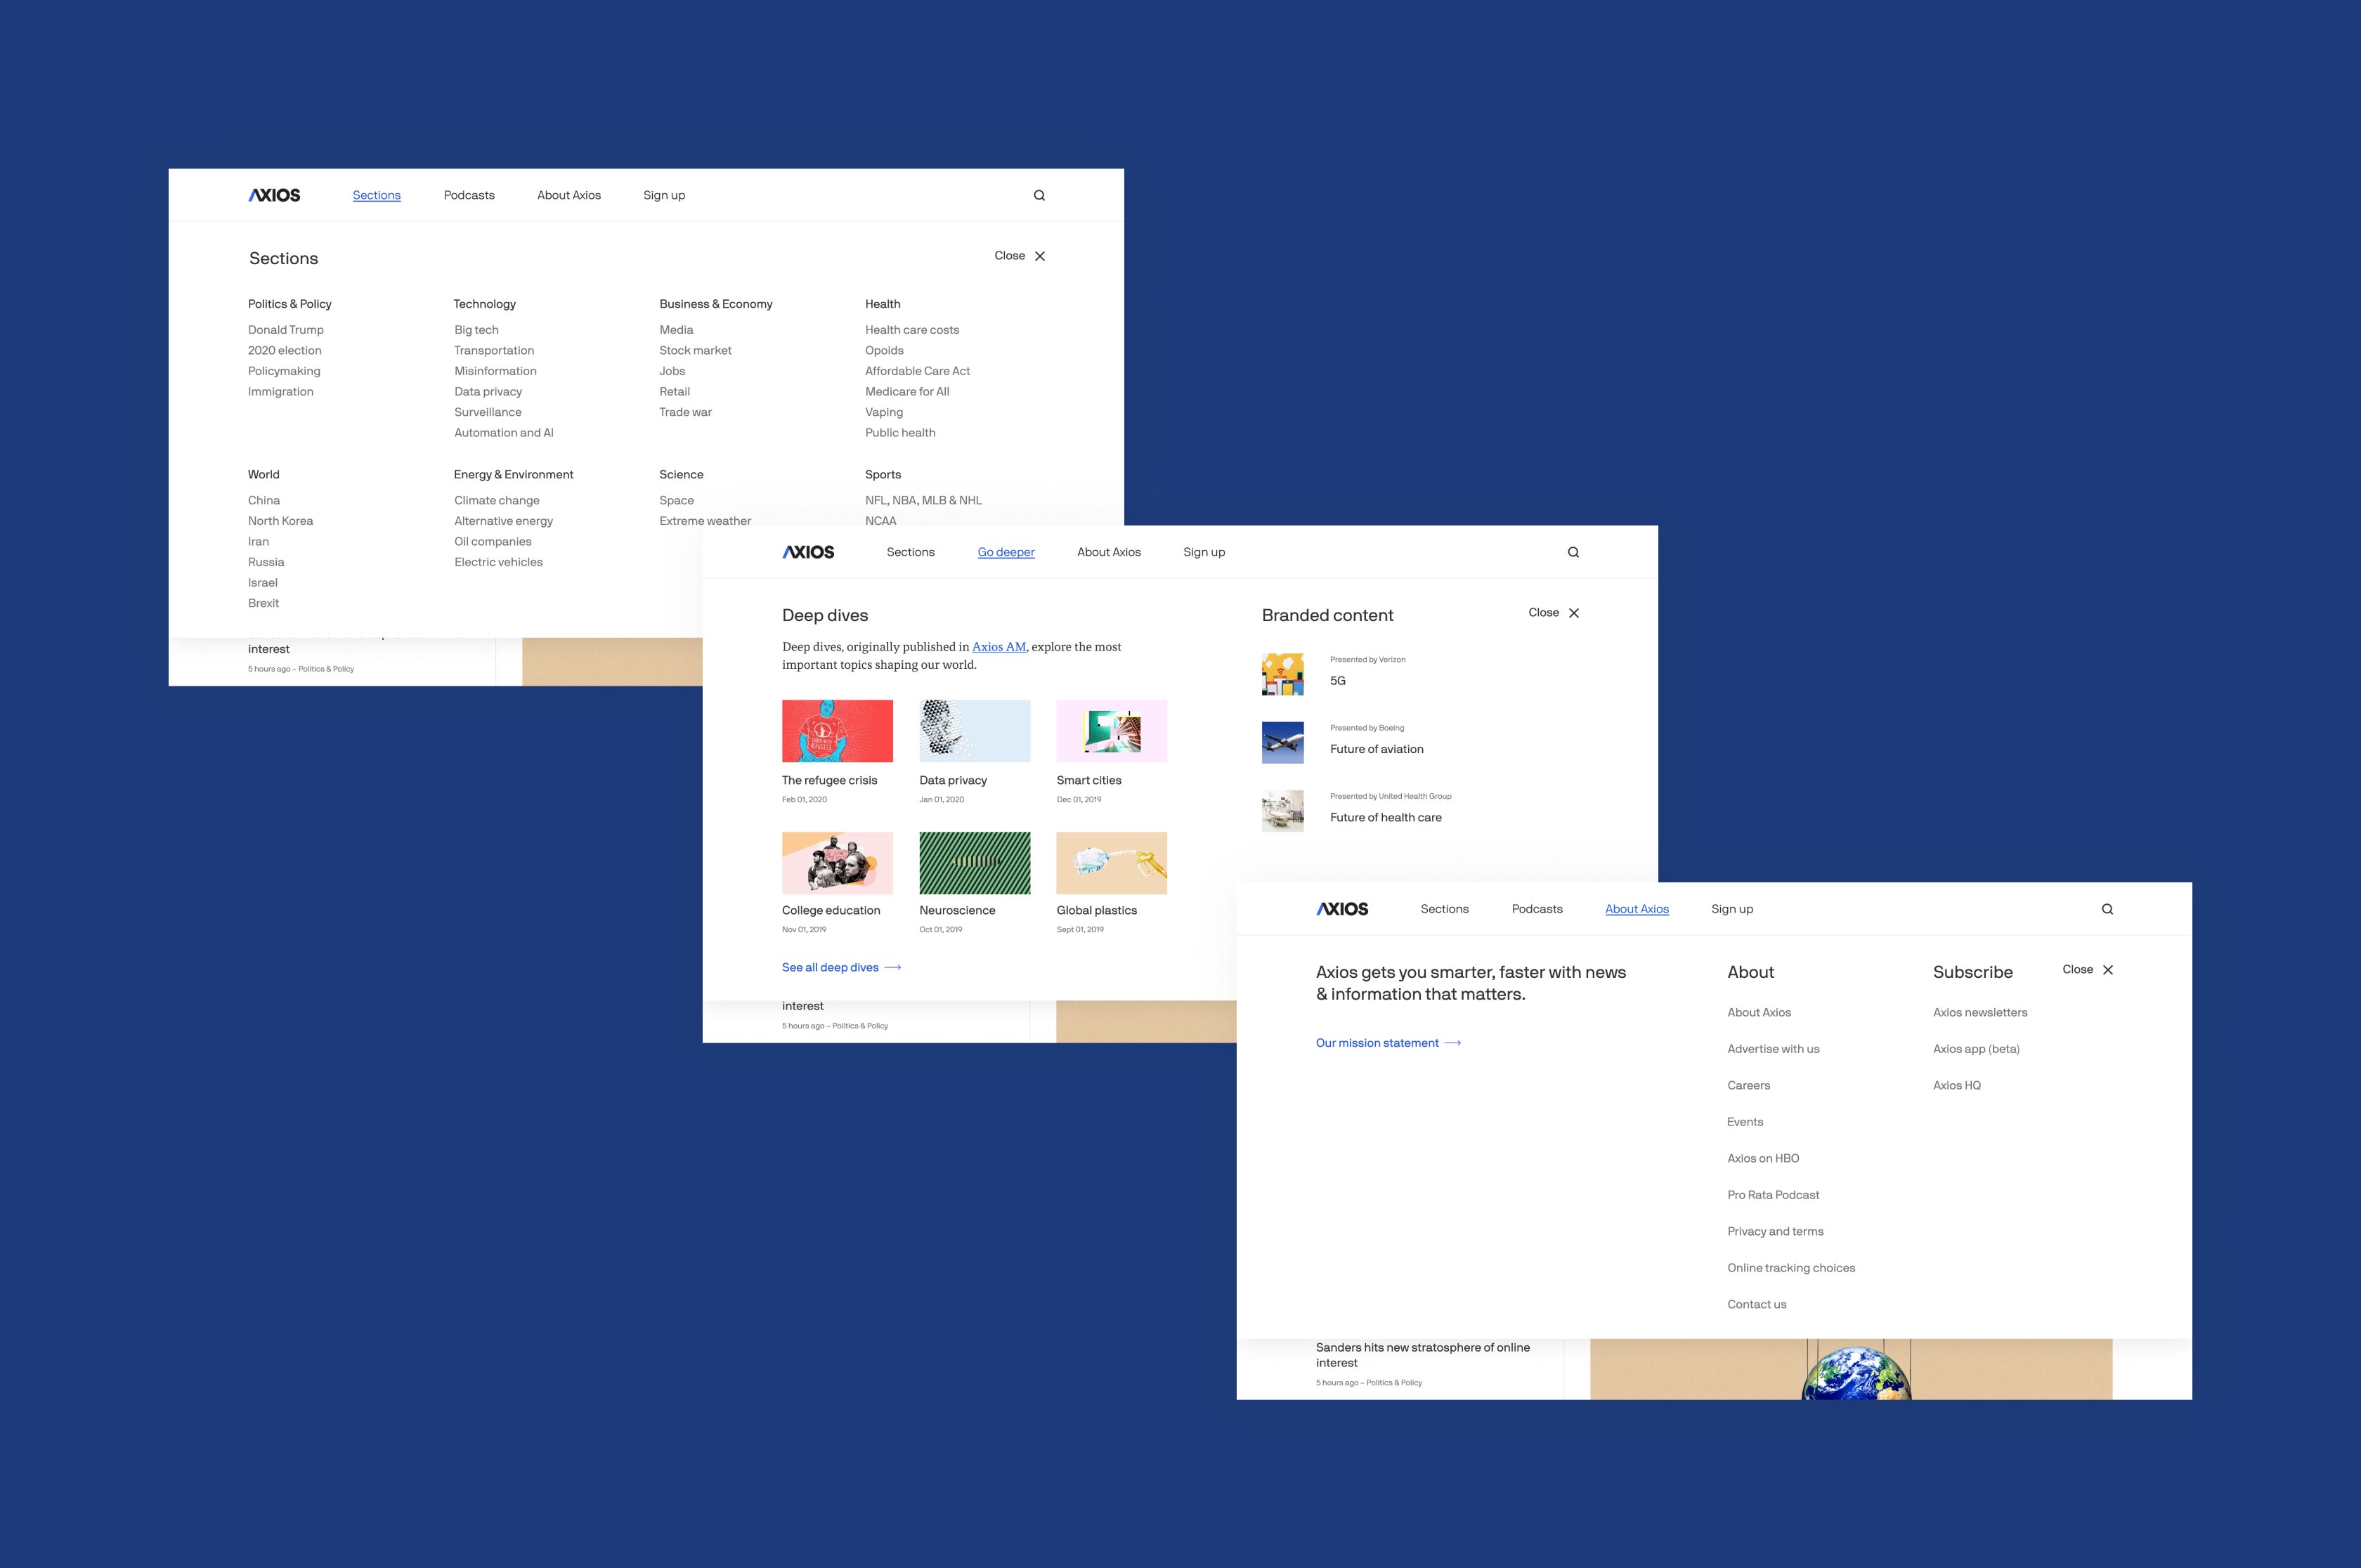 AXIOS Sections Podcasts About Axios Sign up
Sections
Close
Politics & Policy
Donald Trump
2020 election
Policymaking
Immigration
Technology
Big tech
Transportation
Misinformation
Data privacy
Surveillance
Automation and AI
Business & Economy
Media
Stock market
Jobs
Retail
Trade war
Health
Health care costs
Opoids
Affordable Care Act
Medicare for All
Vaping
Public health
World
China
North Korea
Iran
Russia
Israel
Brexit
Energy & Environment
Climate change
Alternative energy
Oil companies
Electric vehicles
Science
Space
Extreme weather
Sports
NFL, NBA, MLB & NHL
NCAA
interest
5 hours ago – Politics & Policy
AXIOS Sections Go deeper About Axios Sign up
Deep dives
Deep dives, originally published in Axios AM, explore the most
important topics shaping our world.
The refugee crisis
Feb 01, 2020
Data privacy
Jan 01, 2020
Smart cities
Dec 01, 2019
College education
Nov 01, 2019
Neuroscience
Oct 01, 2019
Global plastics
Sept 01, 2019
See all deep dives
Branded content
Close
Presented by Verizon
5G
Presented by Boeing
Future of aviation
Presented by United Health Group
Future of health care
interest
5 hours ago – Politics & Policy
AXIOS Sections Podcasts About Axios Sign up
Axios gets you smarter, faster with news
& information that matters.
Our mission statement
About
About Axios
Advertise with us
Careers
Events
Axios on HBO
Pro Rata Podcast
Privacy and terms
Online tracking choices
Contact us
Subscribe
Axios newsletters
Axios app (beta)
Axios HQ
Close
Sanders hits new stratosphere of online
interest
5 hours ago – Politics & Policy